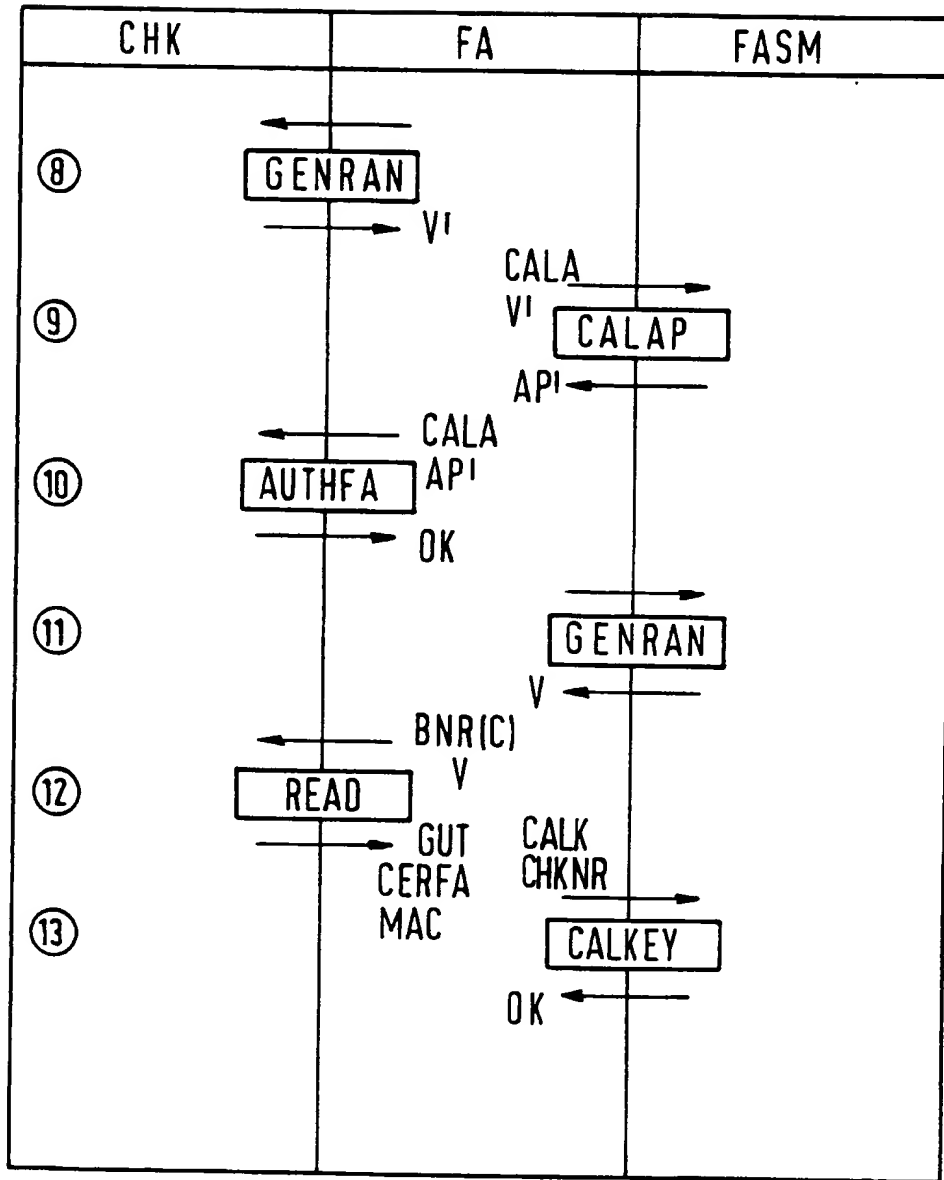 CHK FA FASM
8 GENRAN
V'
CALA
9 V' CALAP
AP'
CALA
10 AUTHFA AP'
OK
11 GENRAN
V
BNR(C)
V
12 READ
GUT CALK
CERFA CHKNR
MAC
13 CALKEY
OK